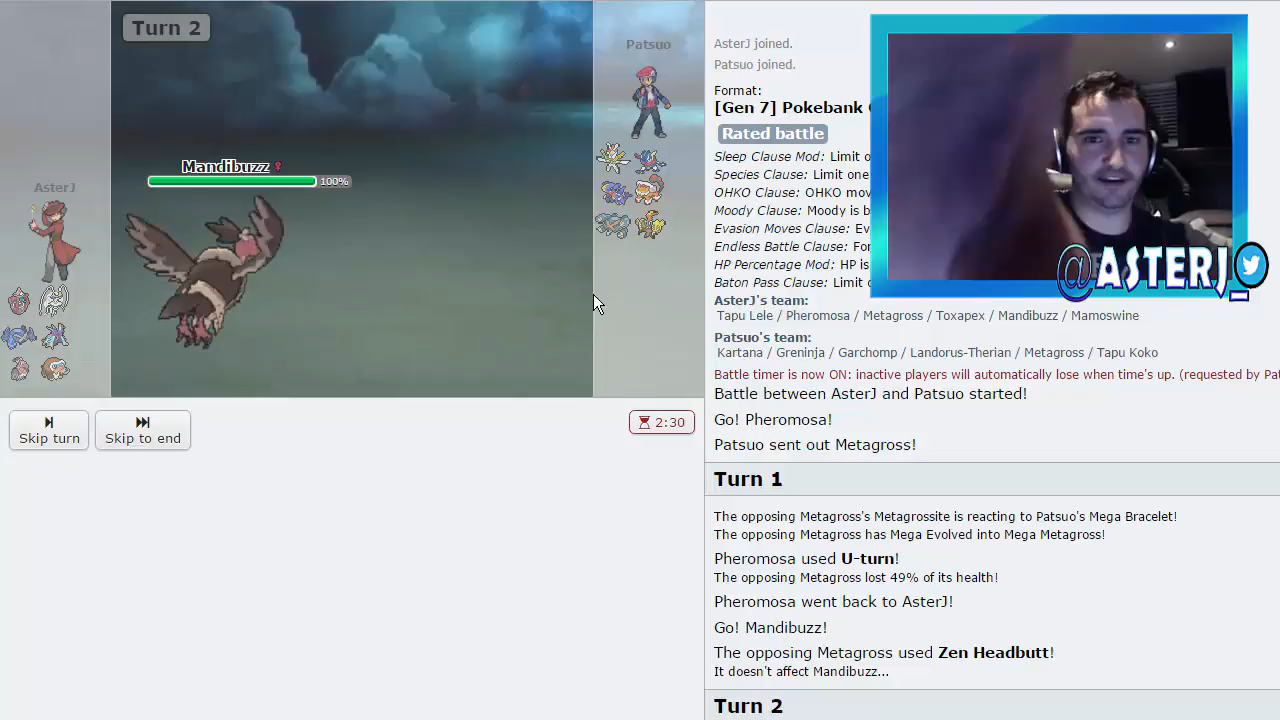 Turn 2
Patsuo
Mandibuzz ♀
100%
AsterJ
Skip turn
Skip to end
2:30
AsterJ joined.
Patsuo joined.
Format:
[Gen 7] Pokebank
Rated battle
Sleep Clause Mod: Limit
Species Clause: Limit one
OHKO Clause: OHKO
Moody Clause: Moody is
Evasion Moves Clause:
Endless Battle Clause:
HP Percentage Mod: HP is
Baton Pass Clause: Limit
@ASTERJ_
AsterJ's team:
Tapu Lele / Pheromosa / Metagross / Toxapex / Mandibuzz / Mamoswine
Patsuo's team:
Kartana / Greninja / Garchomp / Landorus-Therian / Metagross / Tapu Koko
Battle timer is now ON: inactive players will automatically lose when time's up. (requested by
Battle between AsterJ and Patsuo started!
Go! Pheromosa!
Patsuo sent out Metagross!
Turn 1
The opposing Metagross's Metagrossite is reacting to Patsuo's Mega Bracelet!
The opposing Metagross has Mega Evolved into Mega Metagross!
Pheromosa used U-turn!
The opposing Metagross lost 49% of its health!
Pheromosa went back to AsterJ!
Go! Mandibuzz!
The opposing Metagross used Zen Headbutt!
It doesn't affect Mandibuzz...
Turn 2